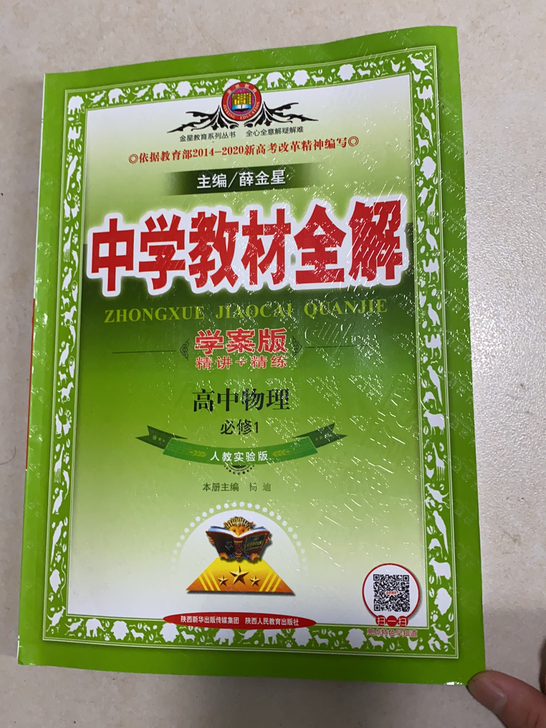 金星教育系列丛书 全心全意解疑解难
◎依据教育部2014-2020新高考改革精神编写◎
主编/薛金星
中学教材全解
ZHONGXUE JIAOCAI QUANJIE
学案版
精讲+精练
高中物理
必修1
人教实验版
本册主编 杨迪
陕西新华出版传媒集团 陕西人民教育出版社
扫一扫